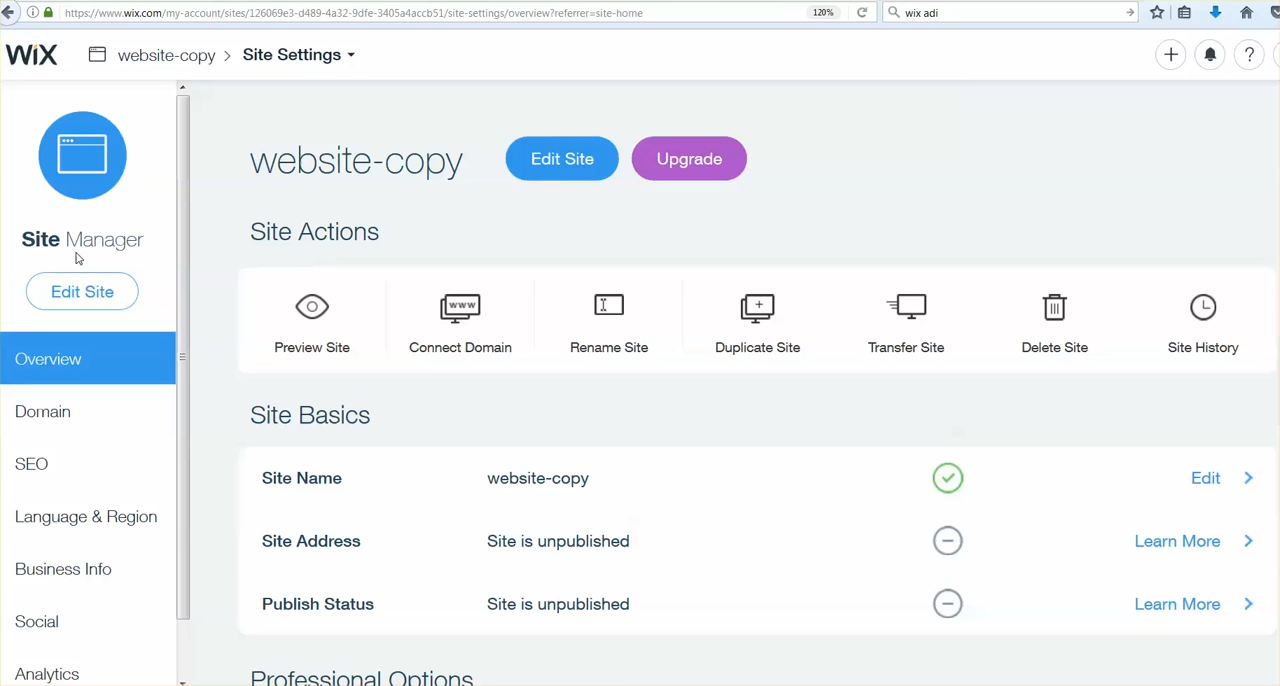 https://www.wix.com/my-account/sites/126069e3-d489-4a32-9dfe-3405a4accb51/site-settings/overview?referrer=site-home
120%
wix adi
WiX
website-copy > Site Settings
Site Manager
Edit Site
Overview
Domain
SEO
Language & Region
Business Info
Social
Analytics
website-copy
Edit Site
Upgrade
Site Actions
Preview Site
www
Connect Domain
Rename Site
Duplicate Site
Transfer Site
Delete Site
Site History
Site Basics
Site Name website-copy Edit
Site Address Site is unpublished Learn More
Publish Status Site is unpublished Learn More
Professional Options